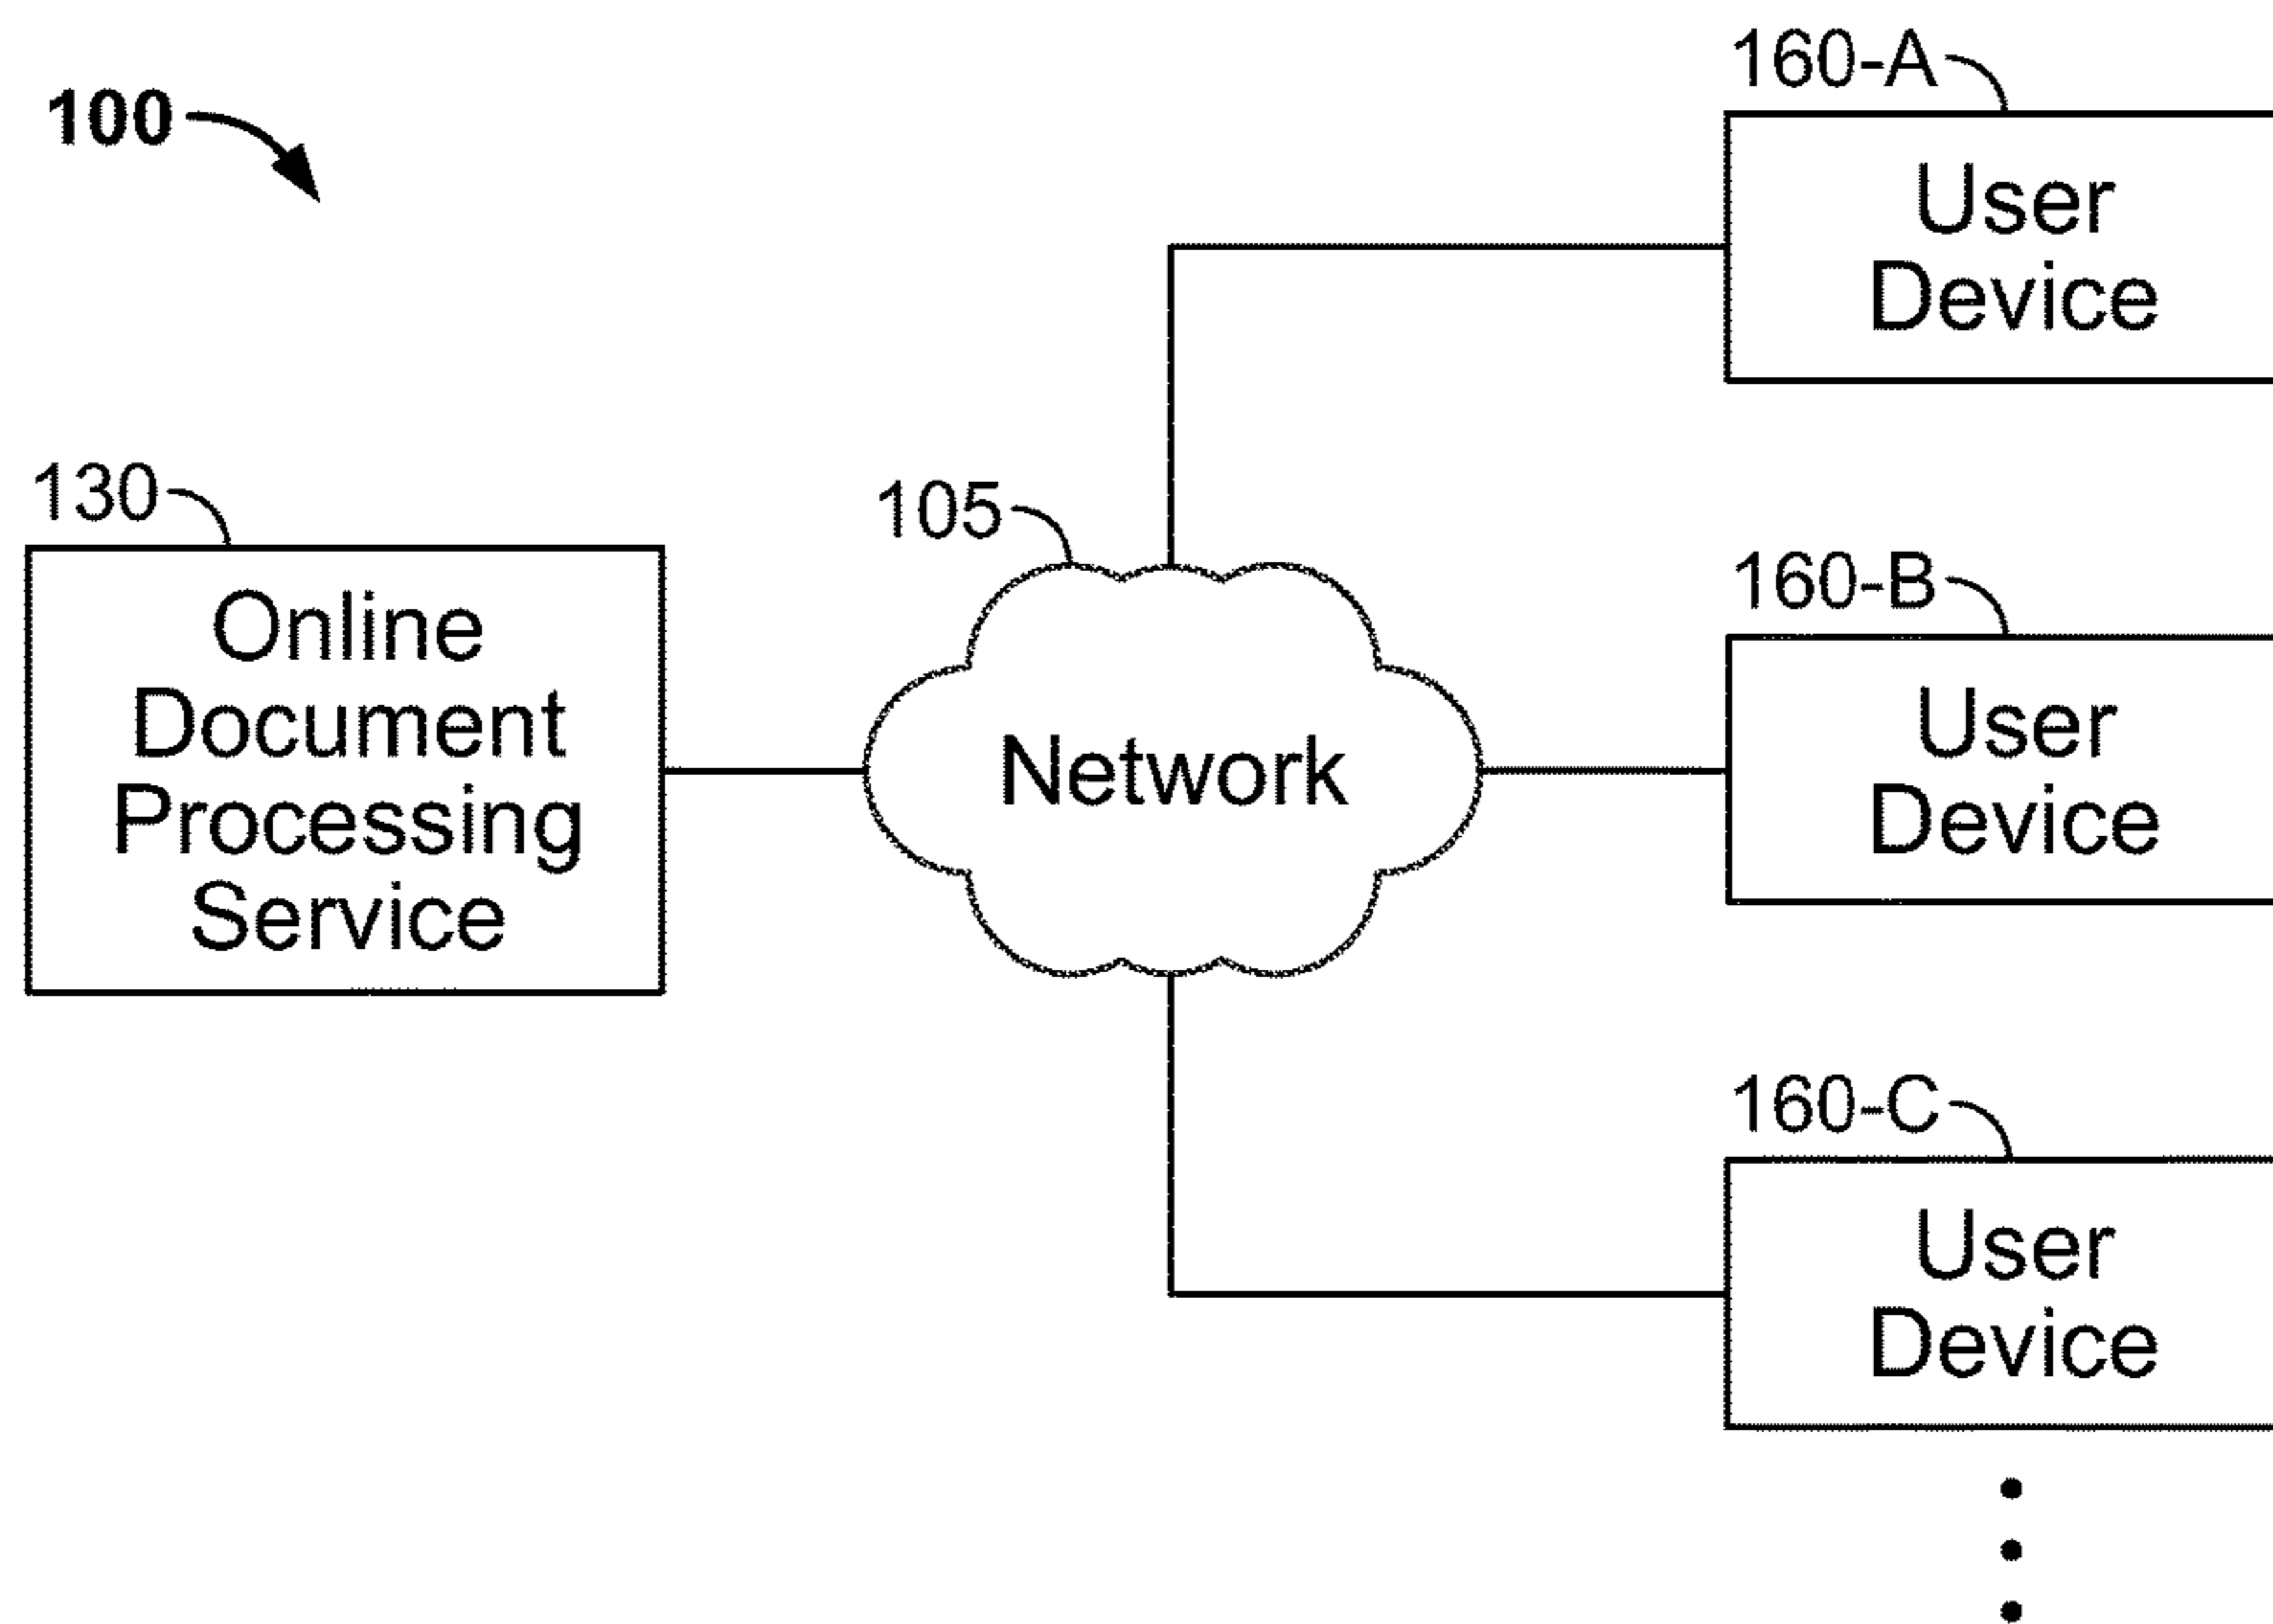 100
160-A
User
Device
130
Online
Document
Processing
Service
105
Network
160-B
User
Device
160-C
User
Device